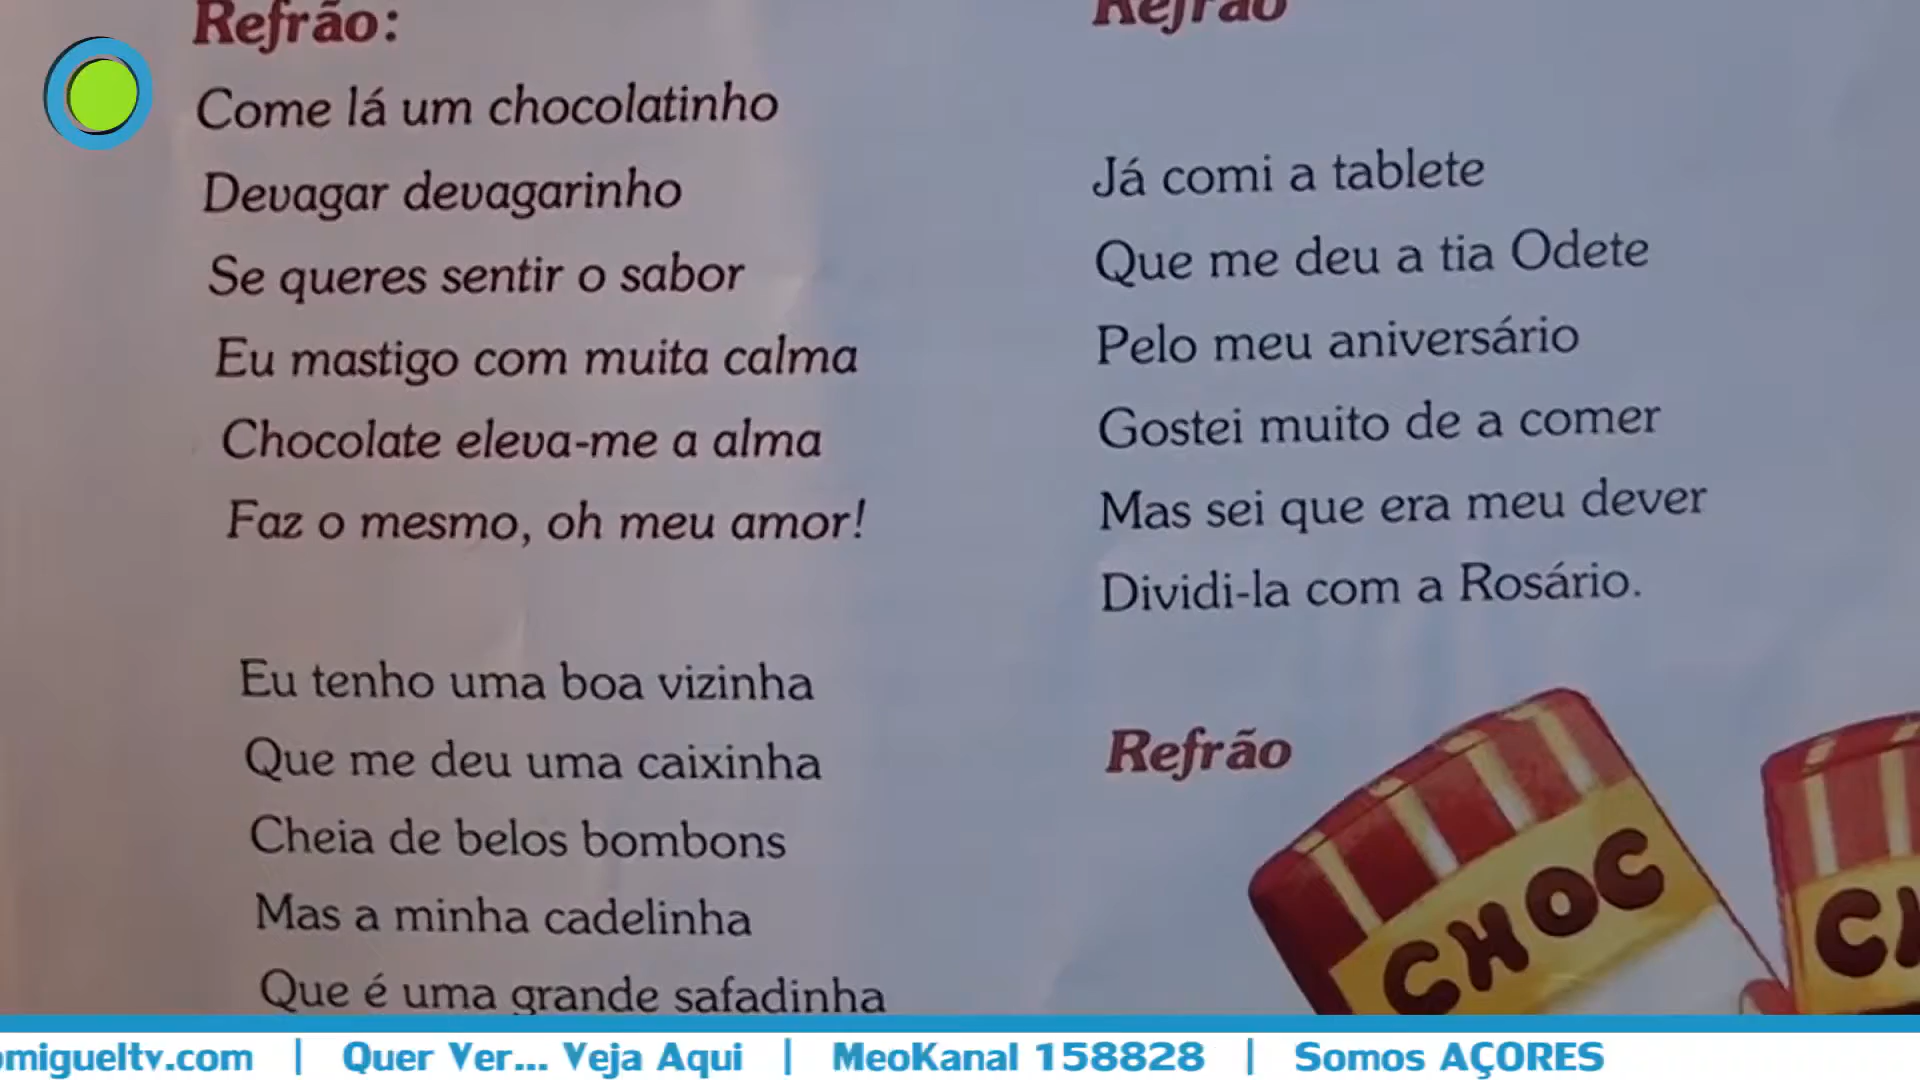 Refrão:
Come lá um chocolatinho
Devagar devagarinho
Se queres sentir o sabor
Eu mastigo com muita calma
Chocolate eleva-me a alma
Faz o mesmo, oh meu amor!
Eu tenho uma boa vizinha
Que me deu uma caixinha
Cheia de belos bombons
Mas a minha cadelinha
Que é uma grande safadinha
Refrão
Já comi a tablete
Que me deu a tia Odete
Pelo meu aniversário
Gostei muito de a comer
Mas sei que era meu dever
Dividi-la com a Rosário.
Refrão
CHOC
omigueltv.com | Quer Ver... Veja Aqui | MeoKanal 158828 | Somos AÇORES